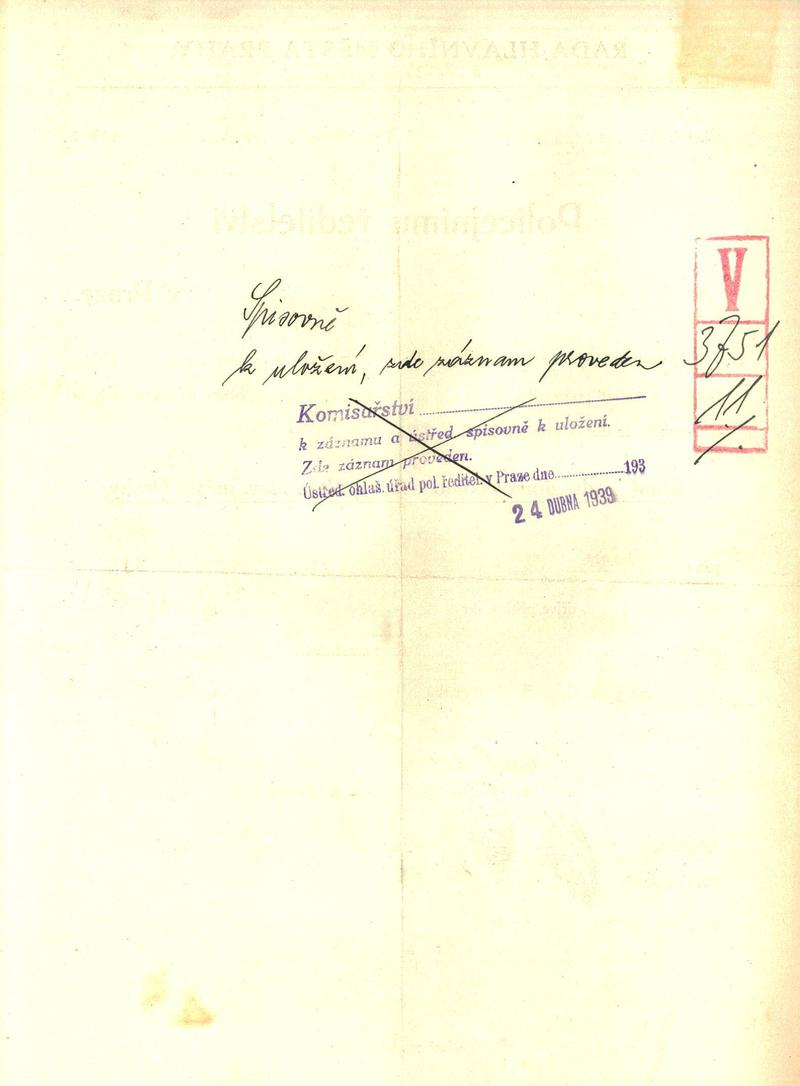 Spisovně
k uložení, zde záznam proveden
V
3751
11
Komisařství
k záznamu a ústřed. spisovně k uložení.
Zde záznam proveden.
Ústřed. ohlaš. úřad pol. ředitel. v Praze dne 193
24 DUBNA 1939
RADA HLAVNÍHO MĚSTA PRAHY
Policejnímu ředitelství
v Praze.